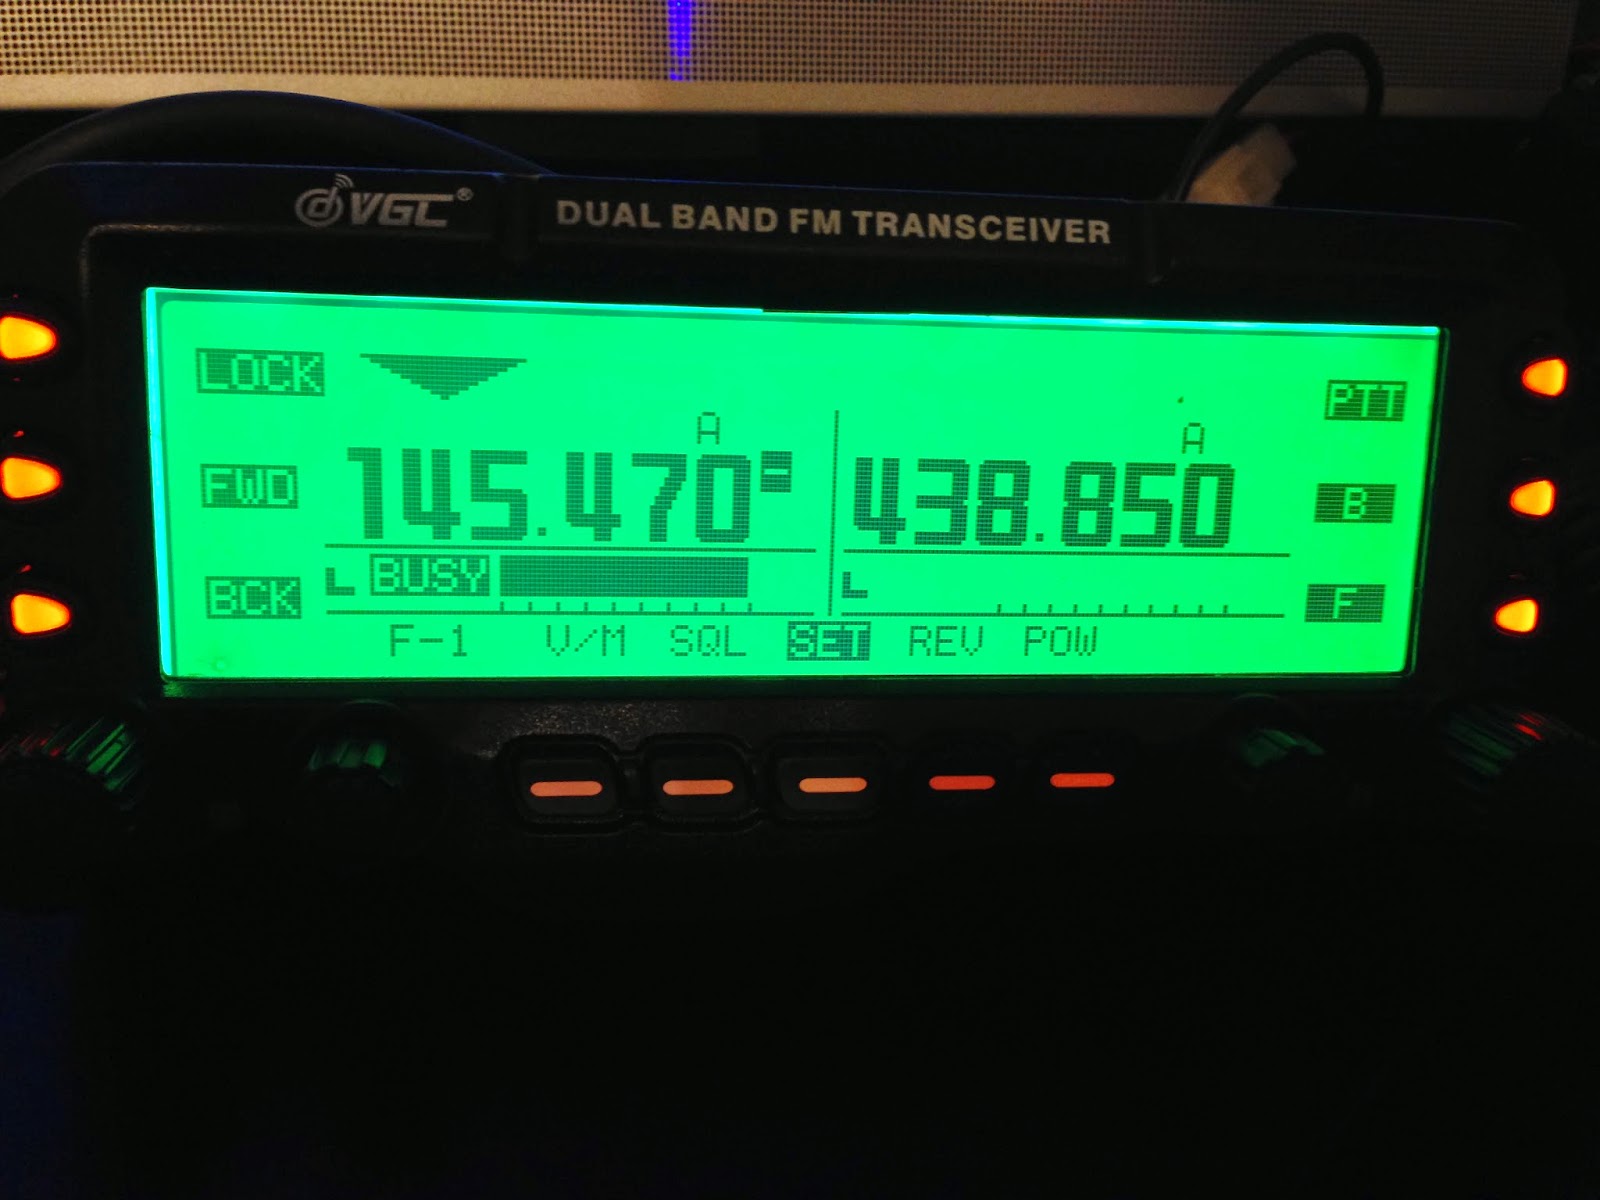 VGC® DUAL BAND FM TRANSCEIVER
LOCK PTT
A A
FWD 145.470 438.850 B
BCK L BUSY L F
F-1 V/M SQL SET REV POW